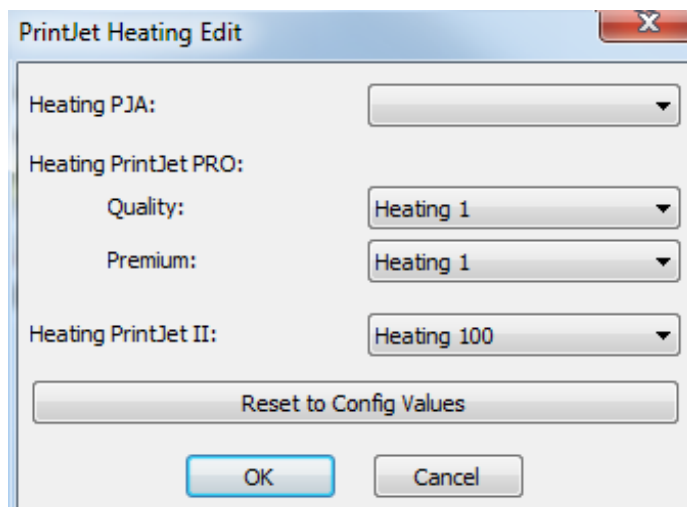 PrintJet Heating Edit
Heating PJA:
Heating PrintJet PRO:
Quality: Heating 1
Premium: Heating 1
Heating PrintJet II: Heating 100
Reset to Config Values
OK Cancel